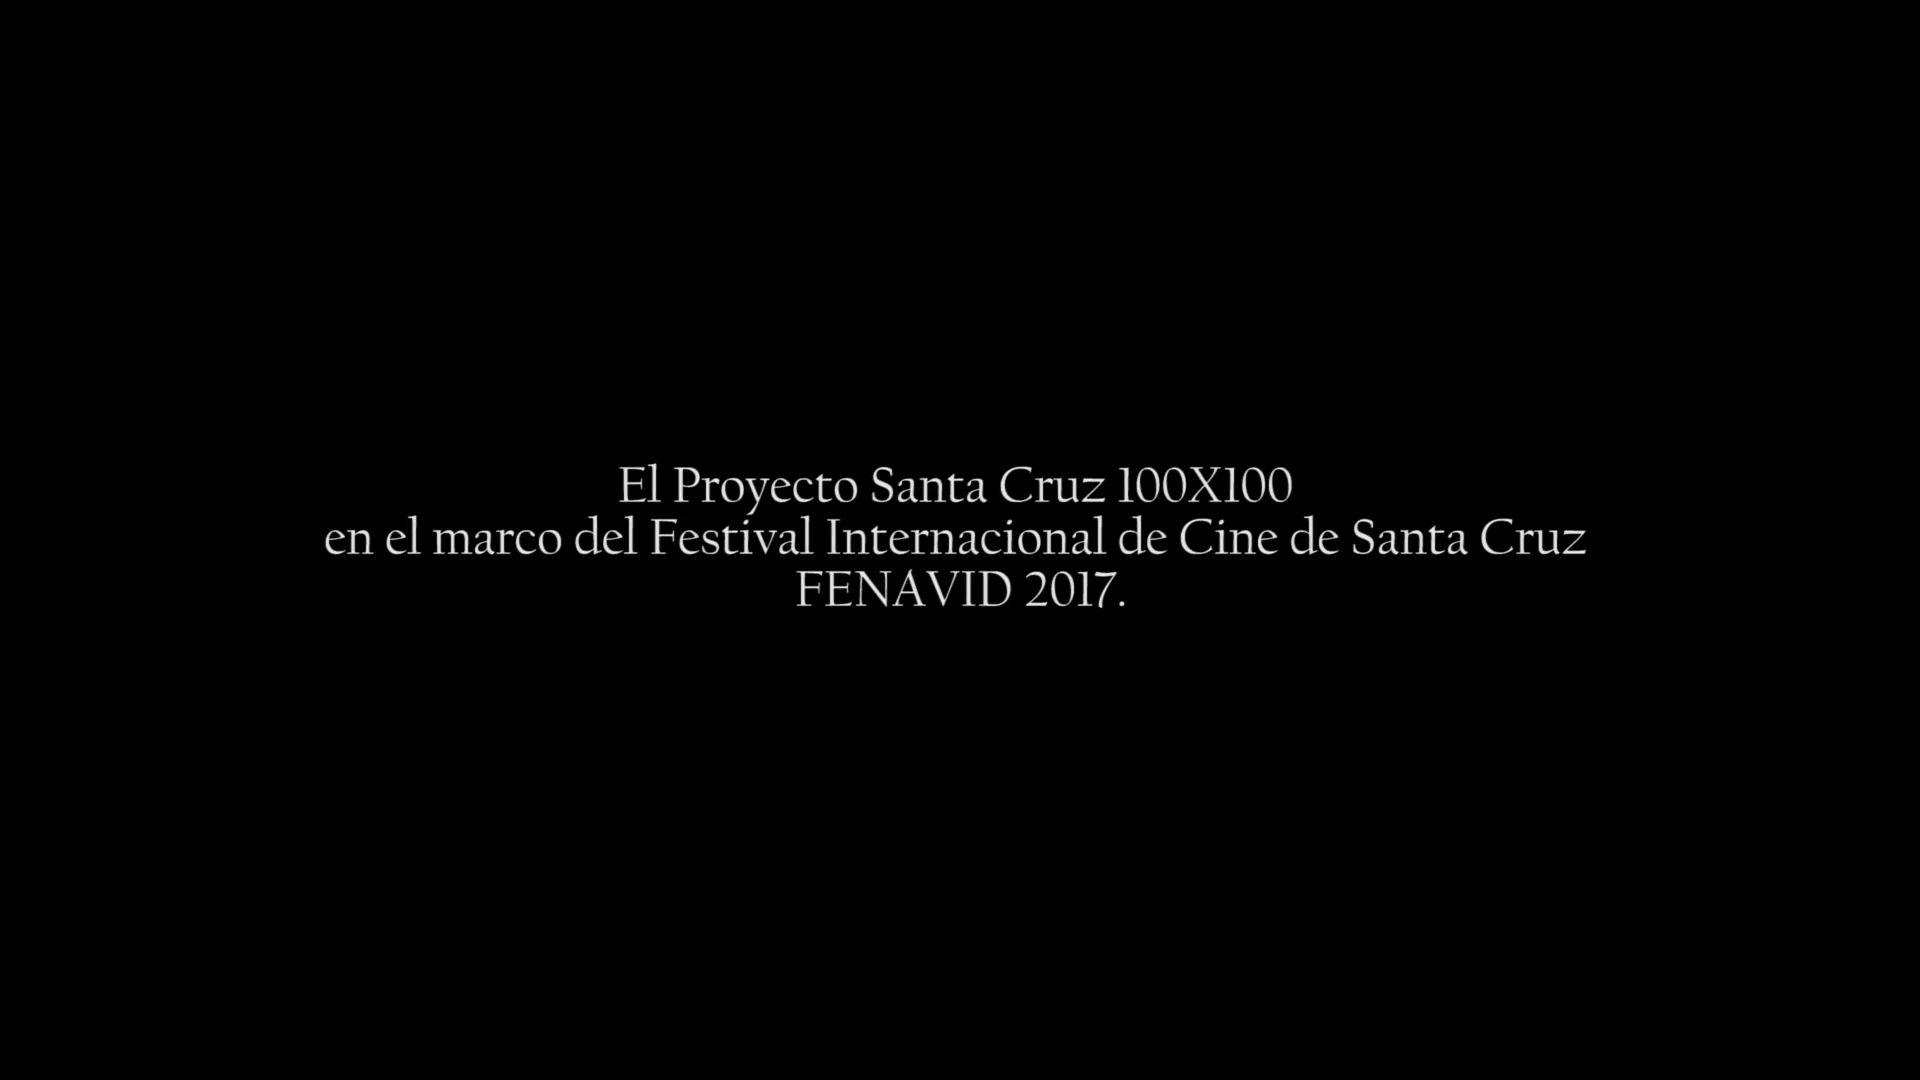 El Proyecto Santa Cruz 100X100
en el marco del Festival Internacional de Cine de Santa Cruz
FENAVID 2017.